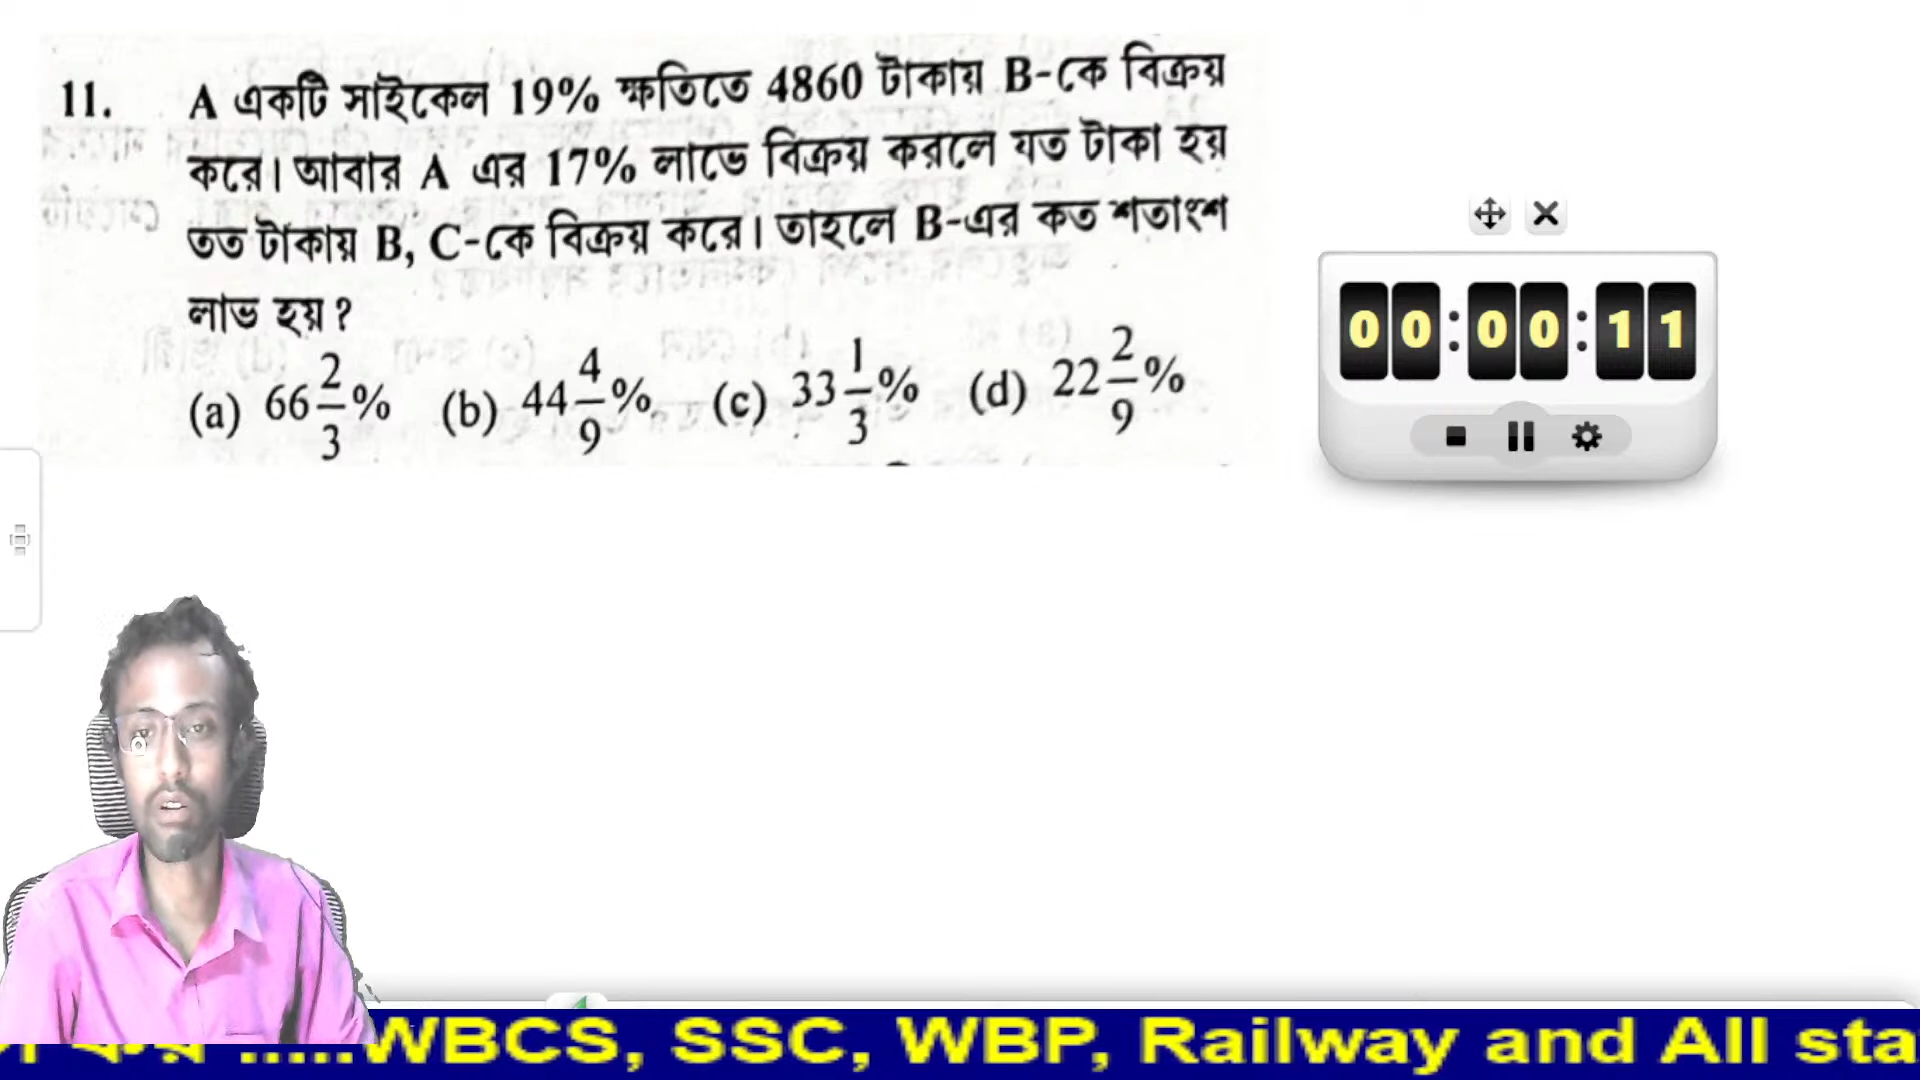 11. A একটি সাইকেল 19% ক্ষতিতে 4860 টাকায় B-কে বিক্রয়
করে। আবার A এর 17% লাভে বিক্রয় করলে যত টাকা হয়
তত টাকায় B, C-কে বিক্রয় করে। তাহলে B-এর কত শতাংশ
লাভ হয় ?
(a) 66 2/3 % (b) 44 4/9 % (c) 33 1/3 % (d) 22 2/9 %
00:00:11
.....WBCS, SSC, WBP, Railway and All sta